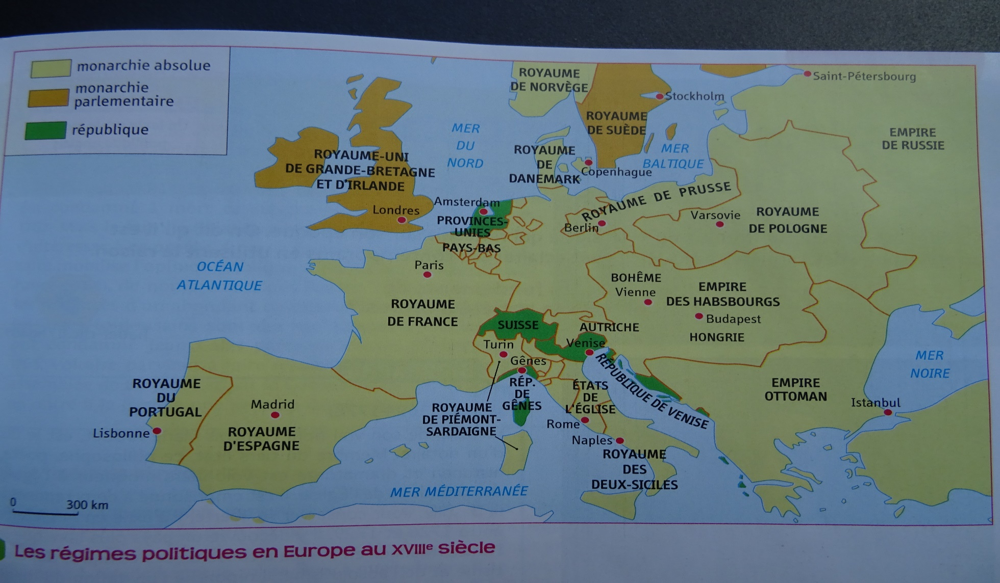 monarchie absolue
monarchie
parlementaire
république
ROYAUME
DE NORVÈGE
Saint-Pétersbourg
Stockholm
ROYAUME
DE SUÈDE
MER
DU
NORD
EMPIRE
DE RUSSIE
ROYAUME-UNI
DE GRANDE-BRETAGNE
ET D'IRLANDE
ROYAUME
DE
DANEMARK
Copenhague
MER
BALTIQUE
Londres
Amsterdam
PROVINCES-
UNIES
PAYS-BAS
ROYAUME DE PRUSSE
Berlin
Varsovie
ROYAUME
DE POLOGNE
OCÉAN
ATLANTIQUE
Paris
ROYAUME
DE FRANCE
BOHÊME
Vienne
EMPIRE
DES HABSBOURGS
Budapest
HONGRIE
SUISSE
AUTRICHE
Turin
Venise
Gênes
RÉP.
DE
GÊNES
RÉPUBLIQUE DE VENISE
MER
NOIRE
ROYAUME
DU
PORTUGAL
Lisbonne
Madrid
ROYAUME
D'ESPAGNE
ROYAUME
DE PIÉMONT-
SARDAIGNE
ÉTATS
DE
L'ÉGLISE
Rome
Naples
ROYAUME
DES
DEUX-SICILES
EMPIRE
OTTOMAN
Istanbul
MER MÉDITERRANÉE
0 300 km
Les régimes politiques en Europe au XVIIIe siècle